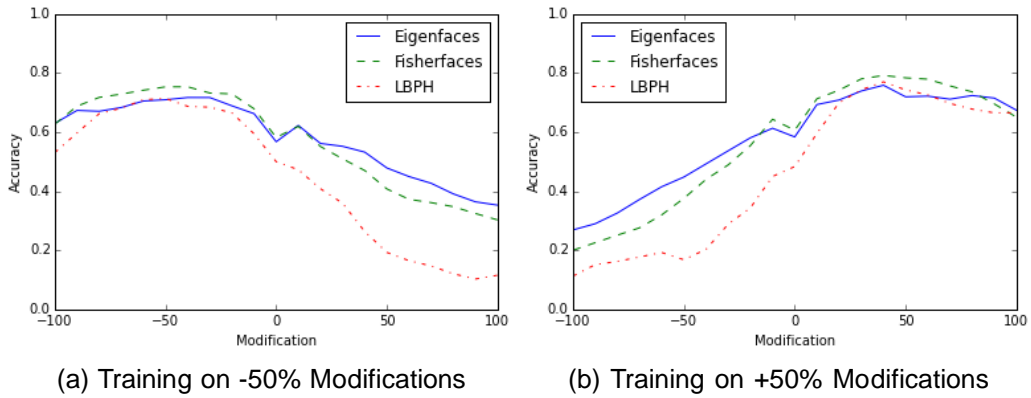 1.0
0.8
0.6
0.4
0.2
0.0
Accuracy
Eigenfaces
Fisherfaces
LBPH
−100
−50
0
50
100
Modification
(a) Training on -50% Modifications
1.0
0.8
0.6
0.4
0.2
0.0
Accuracy
Eigenfaces
Fisherfaces
LBPH
−100
−50
0
50
100
Modification
(b) Training on +50% Modifications